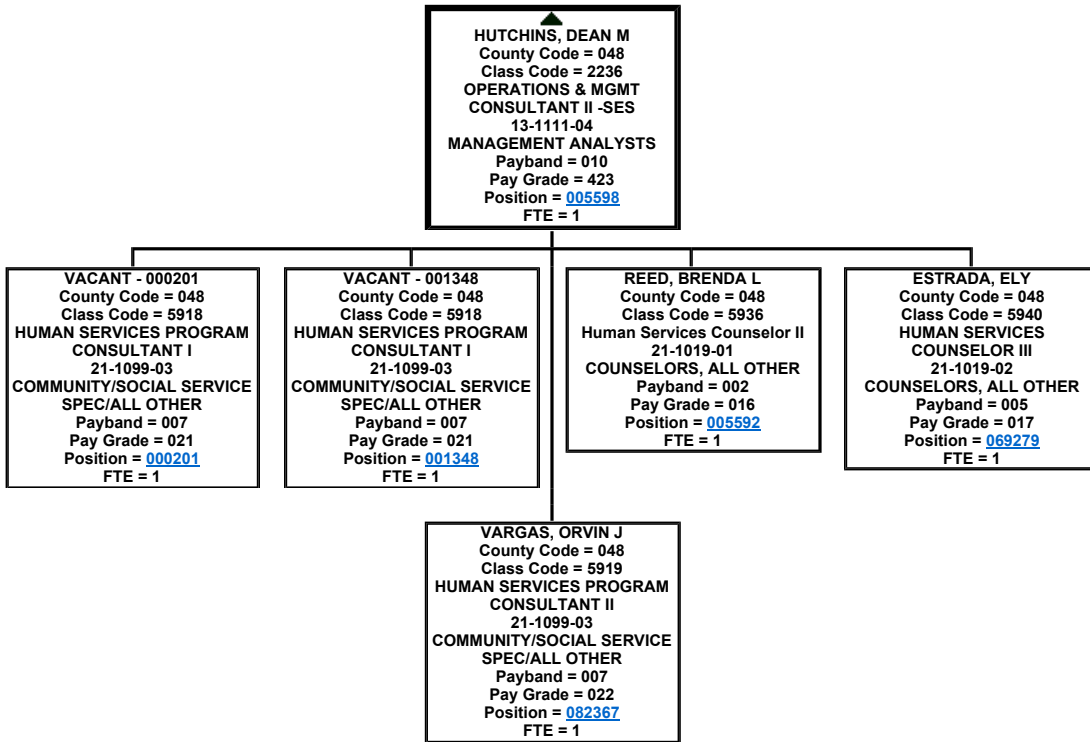 HUTCHINS, DEAN M
County Code = 048
Class Code = 2236
OPERATIONS & MGMT
CONSULTANT II -SES
13-1111-04
MANAGEMENT ANALYSTS
Payband = 010
Pay Grade = 423
Position = 005598
FTE = 1
VACANT - 000201
County Code = 048
Class Code = 5918
HUMAN SERVICES PROGRAM
CONSULTANT I
21-1099-03
COMMUNITY/SOCIAL SERVICE
SPEC/ALL OTHER
Payband = 007
Pay Grade = 021
Position = 000201
FTE = 1
VACANT - 001348
County Code = 048
Class Code = 5918
HUMAN SERVICES PROGRAM
CONSULTANT I
21-1099-03
COMMUNITY/SOCIAL SERVICE
SPEC/ALL OTHER
Payband = 007
Pay Grade = 021
Position = 001348
FTE = 1
REED, BRENDA L
County Code = 048
Class Code = 5936
Human Services Counselor II
21-1019-01
COUNSELORS, ALL OTHER
Payband = 002
Pay Grade = 016
Position = 005592
FTE = 1
ESTRADA, ELY
County Code = 048
Class Code = 5940
HUMAN SERVICES
COUNSELOR III
21-1019-02
COUNSELORS, ALL OTHER
Payband = 005
Pay Grade = 017
Position = 069279
FTE = 1
VARGAS, ORVIN J
County Code = 048
Class Code = 5919
HUMAN SERVICES PROGRAM
CONSULTANT II
21-1099-03
COMMUNITY/SOCIAL SERVICE
SPEC/ALL OTHER
Payband = 007
Pay Grade = 022
Position = 082367
FTE = 1